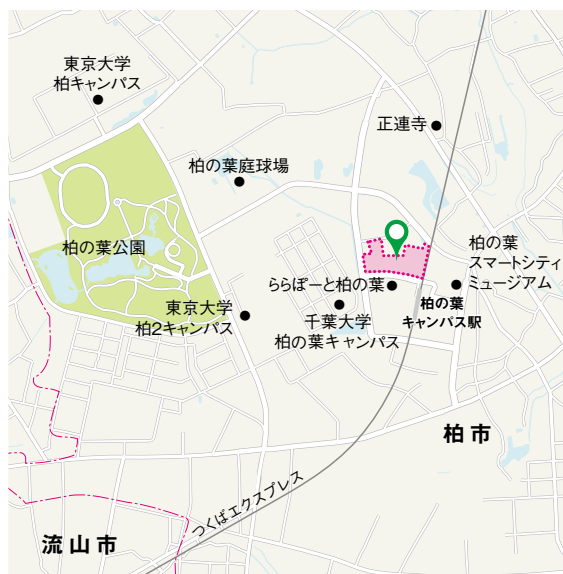 東京大学
柏キャンパス
正連寺
柏の葉庭球場
柏の葉公園
柏の葉
スマートシティ
ミュージアム
ららぽーと柏の葉
東京大学
柏2キャンパス
千葉大学
柏の葉キャンパス
柏の葉
キャンパス駅
柏市
つくばエクスプレス
流山市